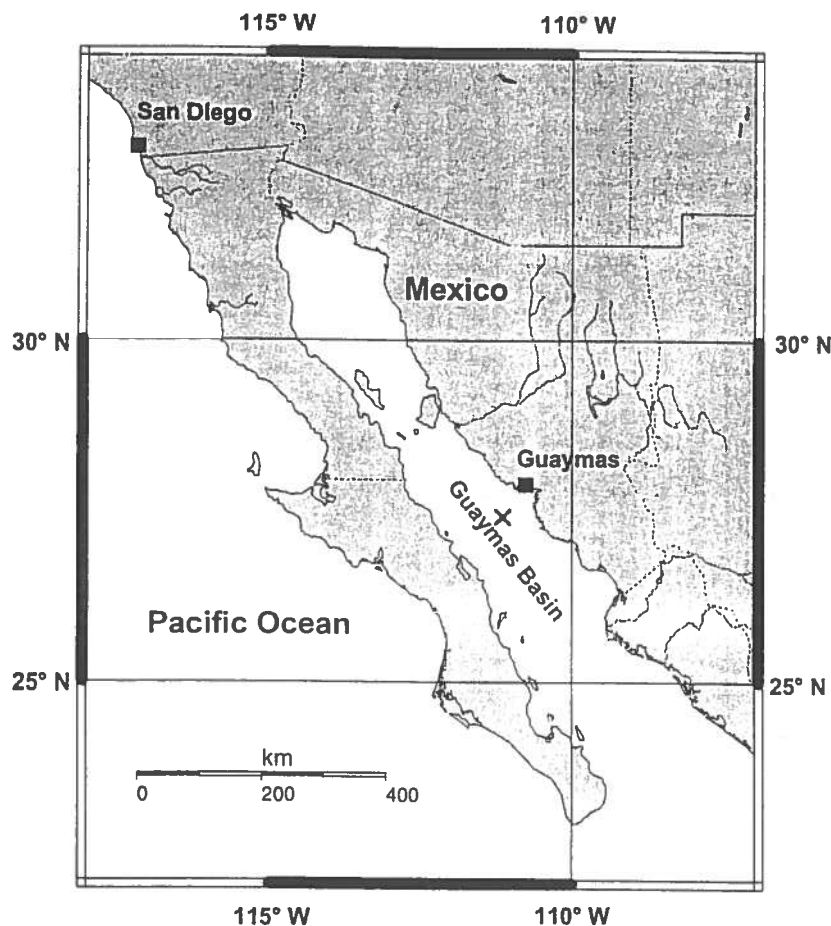 115° W
110° W
San Diego
Mexico
30° N
30° N
Guaymas
Guaymas Basin
Pacific Ocean
25° N
25° N
km
0
200
400
115° W
110° W